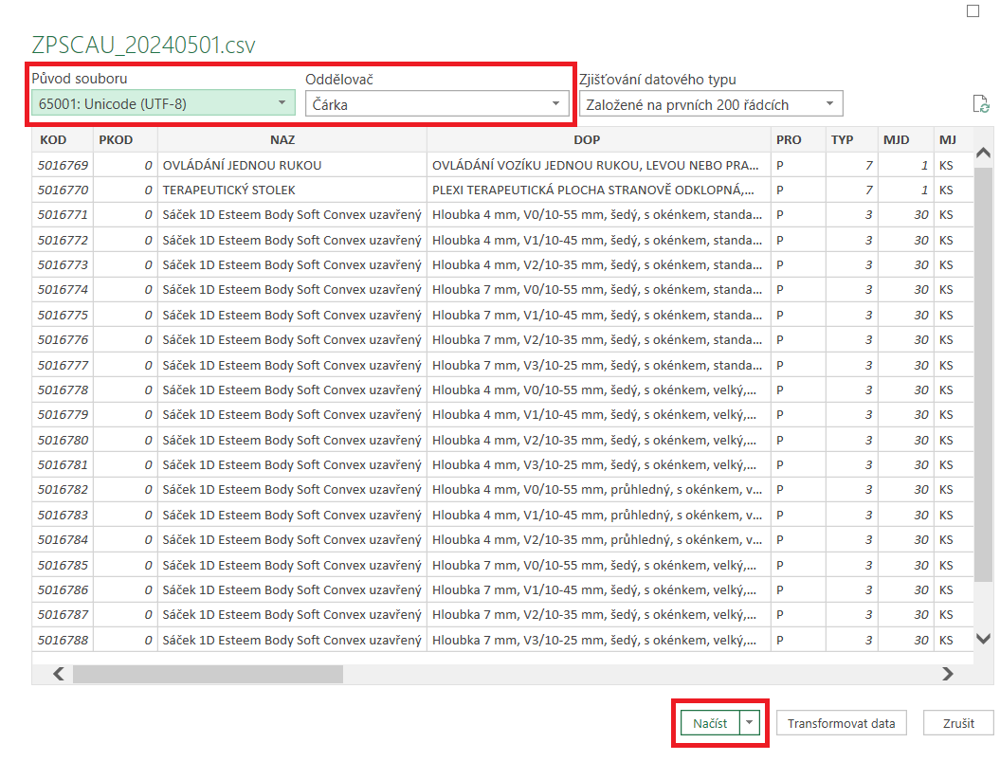 ZPSCAU_20240501.csv
Původ souboru Oddělovač Zjišťování datového typu
65001: Unicode (UTF-8) Čárka Založené na prvních 200 řádcích
KOD PKOD NAZ DOP PRO TYP MJD MJ
5016769 0 OVLÁDÁNÍ JEDNOU RUKOU OVLÁDÁNÍ VOZÍKU JEDNOU RUKOU, LEVOU NEBO PRA... P 7 1 KS
5016770 0 TERAPEUTICKÝ STOLEK PLEXI TERAPEUTICKÁ PLOCHA STRANOVĚ ODKLOPNÁ,... P 7 1 KS
5016771 0 Sáček 1D Esteem Body Soft Convex uzavřený Hloubka 4 mm, V0/10-55 mm, šedý, s okénkem, standa... P 3 30 KS
5016772 0 Sáček 1D Esteem Body Soft Convex uzavřený Hloubka 4 mm, V1/10-45 mm, šedý, s okénkem, standa... P 3 30 KS
5016773 0 Sáček 1D Esteem Body Soft Convex uzavřený Hloubka 4 mm, V2/10-35 mm, šedý, s okénkem, standa... P 3 30 KS
5016774 0 Sáček 1D Esteem Body Soft Convex uzavřený Hloubka 7 mm, V0/10-55 mm, šedý, s okénkem, standa... P 3 30 KS
5016775 0 Sáček 1D Esteem Body Soft Convex uzavřený Hloubka 7 mm, V1/10-45 mm, šedý, s okénkem, standa... P 3 30 KS
5016776 0 Sáček 1D Esteem Body Soft Convex uzavřený Hloubka 7 mm, V2/10-35 mm, šedý, s okénkem, standa... P 3 30 KS
5016777 0 Sáček 1D Esteem Body Soft Convex uzavřený Hloubka 7 mm, V3/10-25 mm, šedý, s okénkem, standa... P 3 30 KS
5016778 0 Sáček 1D Esteem Body Soft Convex uzavřený Hloubka 4 mm, V0/10-55 mm, šedý, s okénkem, velký,... P 3 30 KS
5016779 0 Sáček 1D Esteem Body Soft Convex uzavřený Hloubka 4 mm, V1/10-45 mm, šedý, s okénkem, velký,... P 3 30 KS
5016780 0 Sáček 1D Esteem Body Soft Convex uzavřený Hloubka 4 mm, V2/10-35 mm, šedý, s okénkem, velký,... P 3 30 KS
5016781 0 Sáček 1D Esteem Body Soft Convex uzavřený Hloubka 4 mm, V3/10-25 mm, šedý, s okénkem, velký,... P 3 30 KS
5016782 0 Sáček 1D Esteem Body Soft Convex uzavřený Hloubka 4 mm, V0/10-55 mm, průhledný, s okénkem, v... P 3 30 KS
5016783 0 Sáček 1D Esteem Body Soft Convex uzavřený Hloubka 4 mm, V1/10-45 mm, průhledný, s okénkem, v... P 3 30 KS
5016784 0 Sáček 1D Esteem Body Soft Convex uzavřený Hloubka 4 mm, V2/10-35 mm, průhledný, s okénkem, v... P 3 30 KS
5016785 0 Sáček 1D Esteem Body Soft Convex uzavřený Hloubka 7 mm, V0/10-55 mm, šedý, s okénkem, velký,... P 3 30 KS
5016786 0 Sáček 1D Esteem Body Soft Convex uzavřený Hloubka 7 mm, V1/10-45 mm, šedý, s okénkem, velký,... P 3 30 KS
5016787 0 Sáček 1D Esteem Body Soft Convex uzavřený Hloubka 7 mm, V2/10-35 mm, šedý, s okénkem, velký,... P 3 30 KS
5016788 0 Sáček 1D Esteem Body Soft Convex uzavřený Hloubka 7 mm, V3/10-25 mm, šedý, s okénkem, velký,... P 3 30 KS
Načíst Transformovat data Zrušit